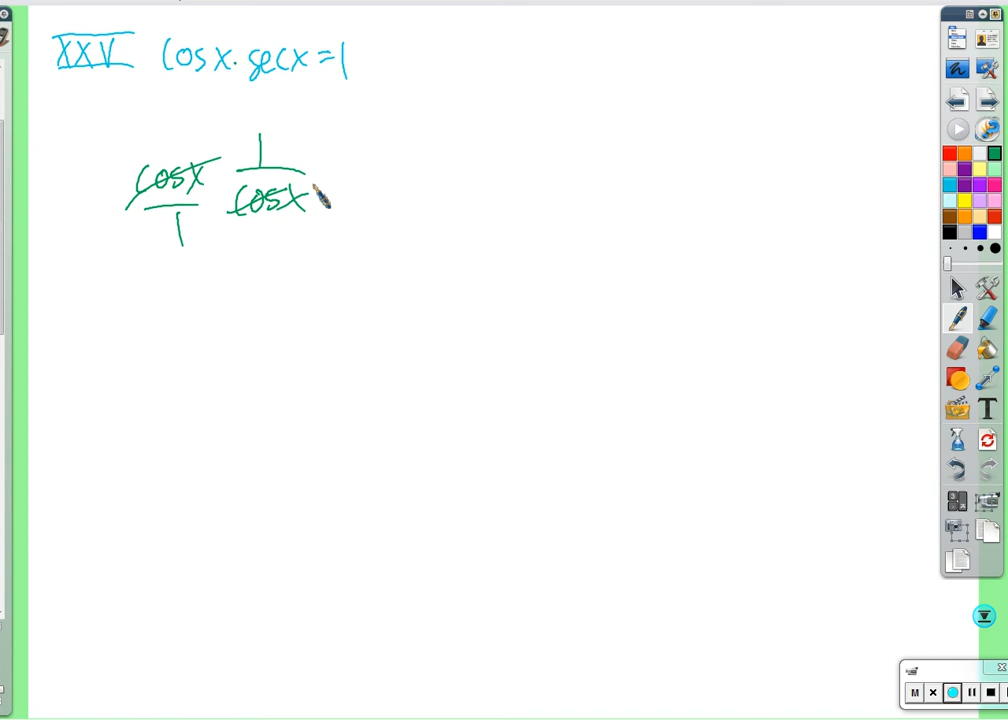 XXV cos x · sec x = 1
1
cos x
cos x
1
M
T